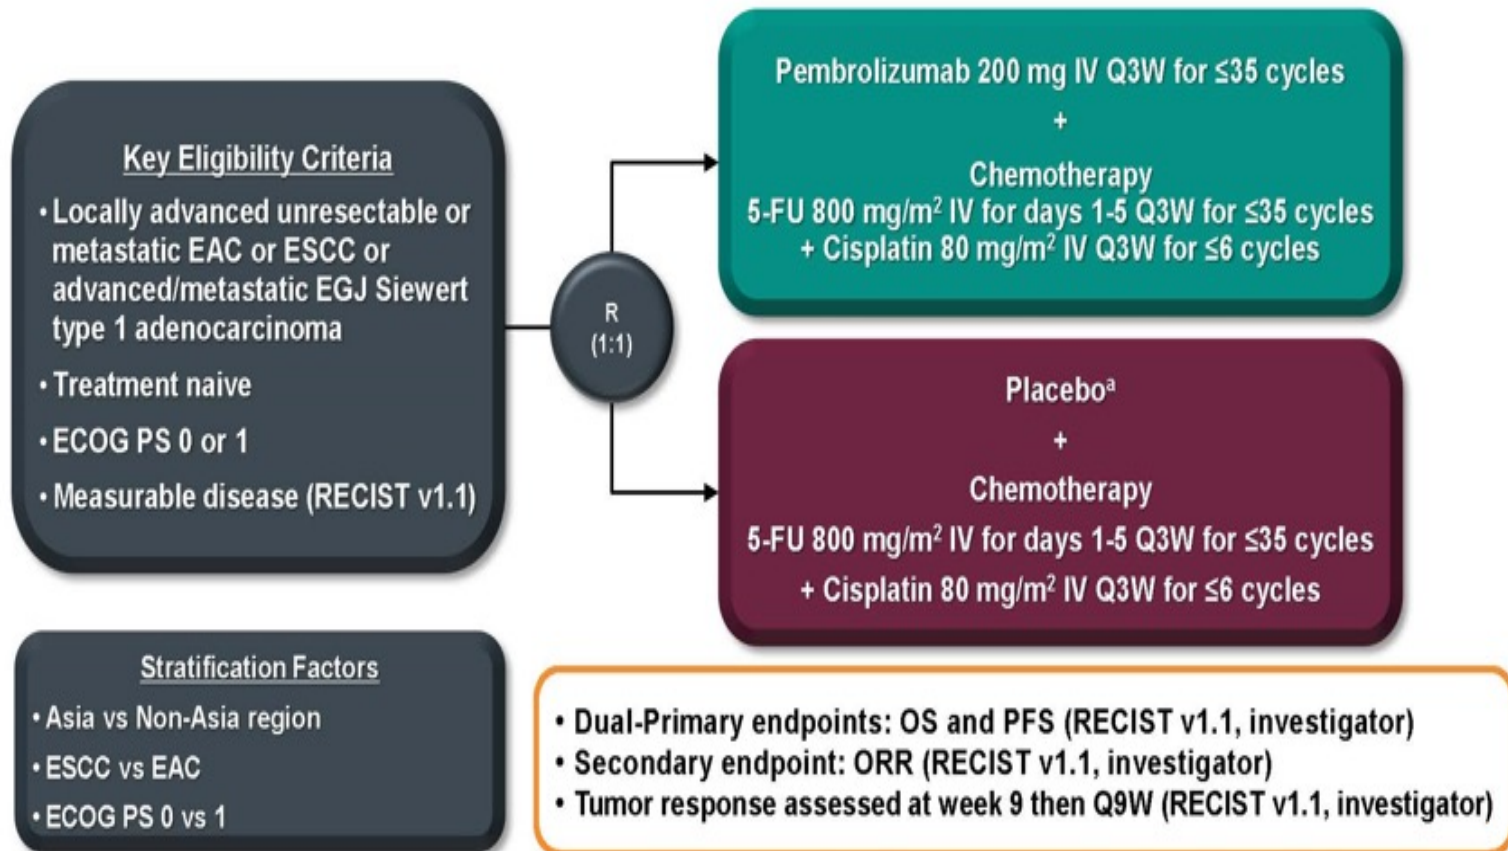 Key Eligibility Criteria
• Locally advanced unresectable or
metastatic EAC or ESCC or
advanced/metastatic EGJ Siewert
type 1 adenocarcinoma
• Treatment naive
• ECOG PS 0 or 1
• Measurable disease (RECIST v1.1)
R
(1:1)
Pembrolizumab 200 mg IV Q3W for ≤35 cycles
+
Chemotherapy
5-FU 800 mg/m² IV for days 1-5 Q3W for ≤35 cycles
+ Cisplatin 80 mg/m² IV Q3W for ≤6 cycles
Placeboᵃ
+
Chemotherapy
5-FU 800 mg/m² IV for days 1-5 Q3W for ≤35 cycles
+ Cisplatin 80 mg/m² IV Q3W for ≤6 cycles
Stratification Factors
• Asia vs Non-Asia region
• ESCC vs EAC
• ECOG PS 0 vs 1
• Dual-Primary endpoints: OS and PFS (RECIST v1.1, investigator)
• Secondary endpoint: ORR (RECIST v1.1, investigator)
• Tumor response assessed at week 9 then Q9W (RECIST v1.1, investigator)